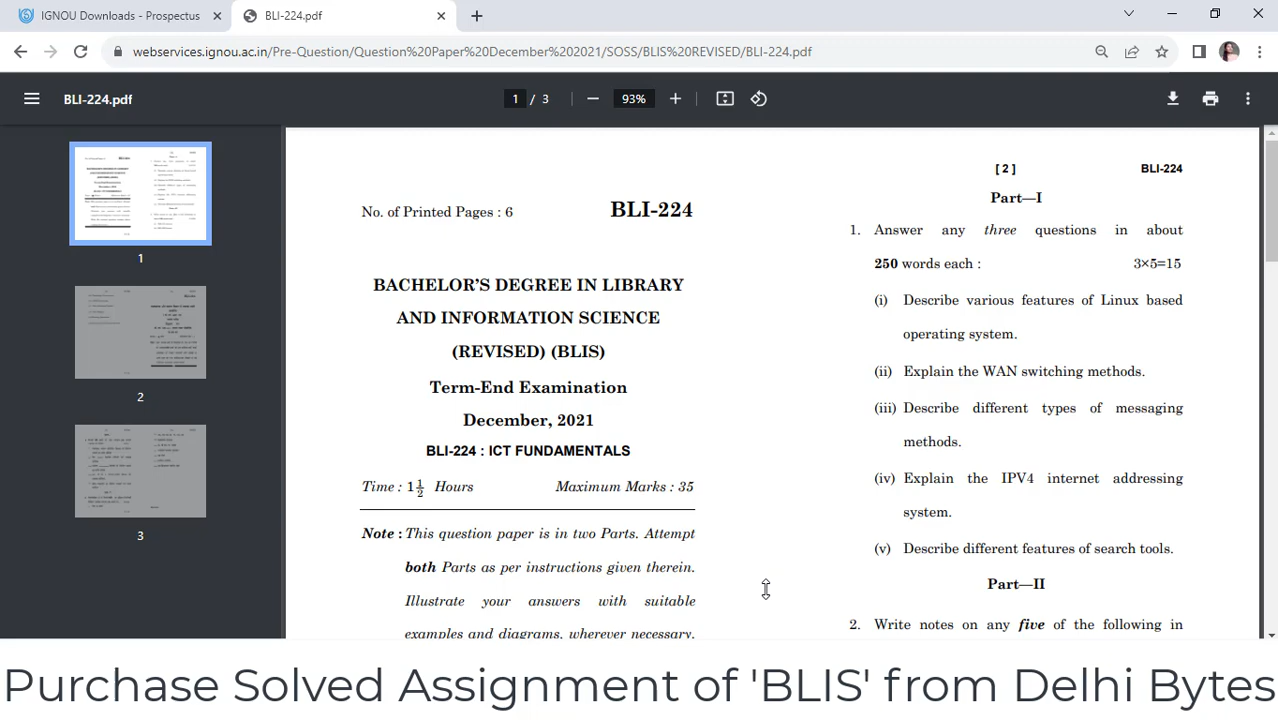 IGNOU Downloads - Prospectus
BLI-224.pdf
webservices.ignou.ac.in/Pre-Question/Question%20Paper%20December%202021/SOSS/BLIS%20REVISED/BLI-224.pdf
BLI-224.pdf
1 / 3
93%
1
2
3
No. of Printed Pages : 6 BLI-224
BACHELOR'S DEGREE IN LIBRARY
AND INFORMATION SCIENCE
(REVISED) (BLIS)
Term-End Examination
December, 2021
BLI-224 : ICT FUNDAMENTALS
Time : 1 1/2 Hours Maximum Marks : 35
Note : This question paper is in two Parts. Attempt
both Parts as per instructions given therein.
Illustrate your answers with suitable
examples and diagrams, wherever necessary.
[ 2 ] BLI-224
Part—I
1. Answer any three questions in about
250 words each : 3×5=15
(i) Describe various features of Linux based
operating system.
(ii) Explain the WAN switching methods.
(iii) Describe different types of messaging
methods.
(iv) Explain the IPV4 internet addressing
system.
(v) Describe different features of search tools.
Part—II
2. Write notes on any five of the following in
Purchase Solved Assignment of 'BLIS' from Delhi Bytes